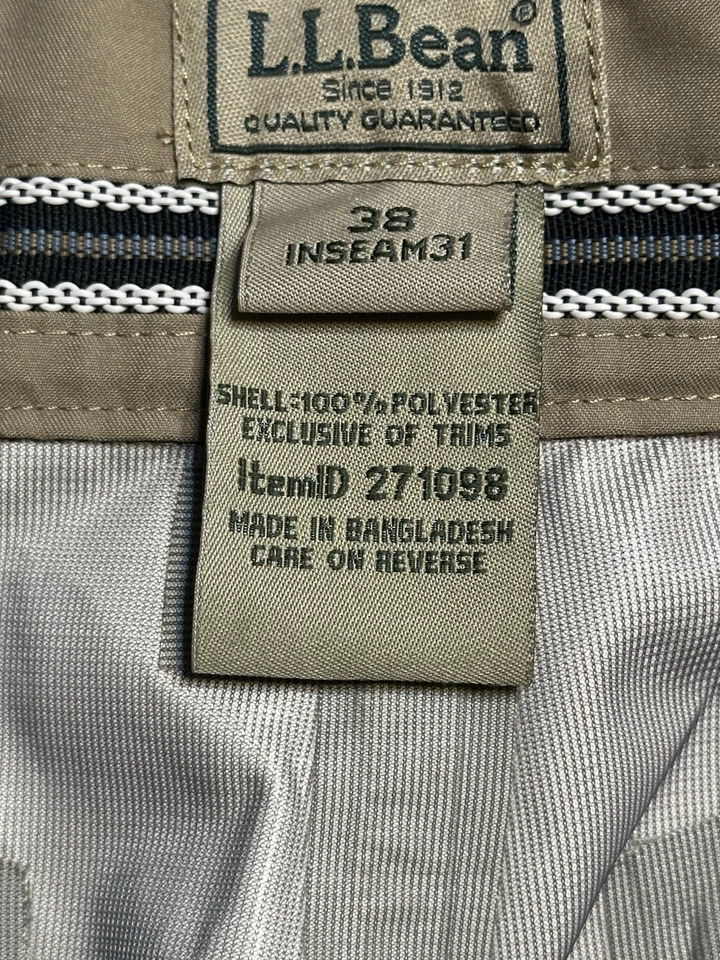 L.L.Bean®
Since 1912
QUALITY GUARANTEED
38
INSEAM31
SHELL:100% POLYESTER
EXCLUSIVE OF TRIMS
ItemID 271098
MADE IN BANGLADESH
CARE ON REVERSE